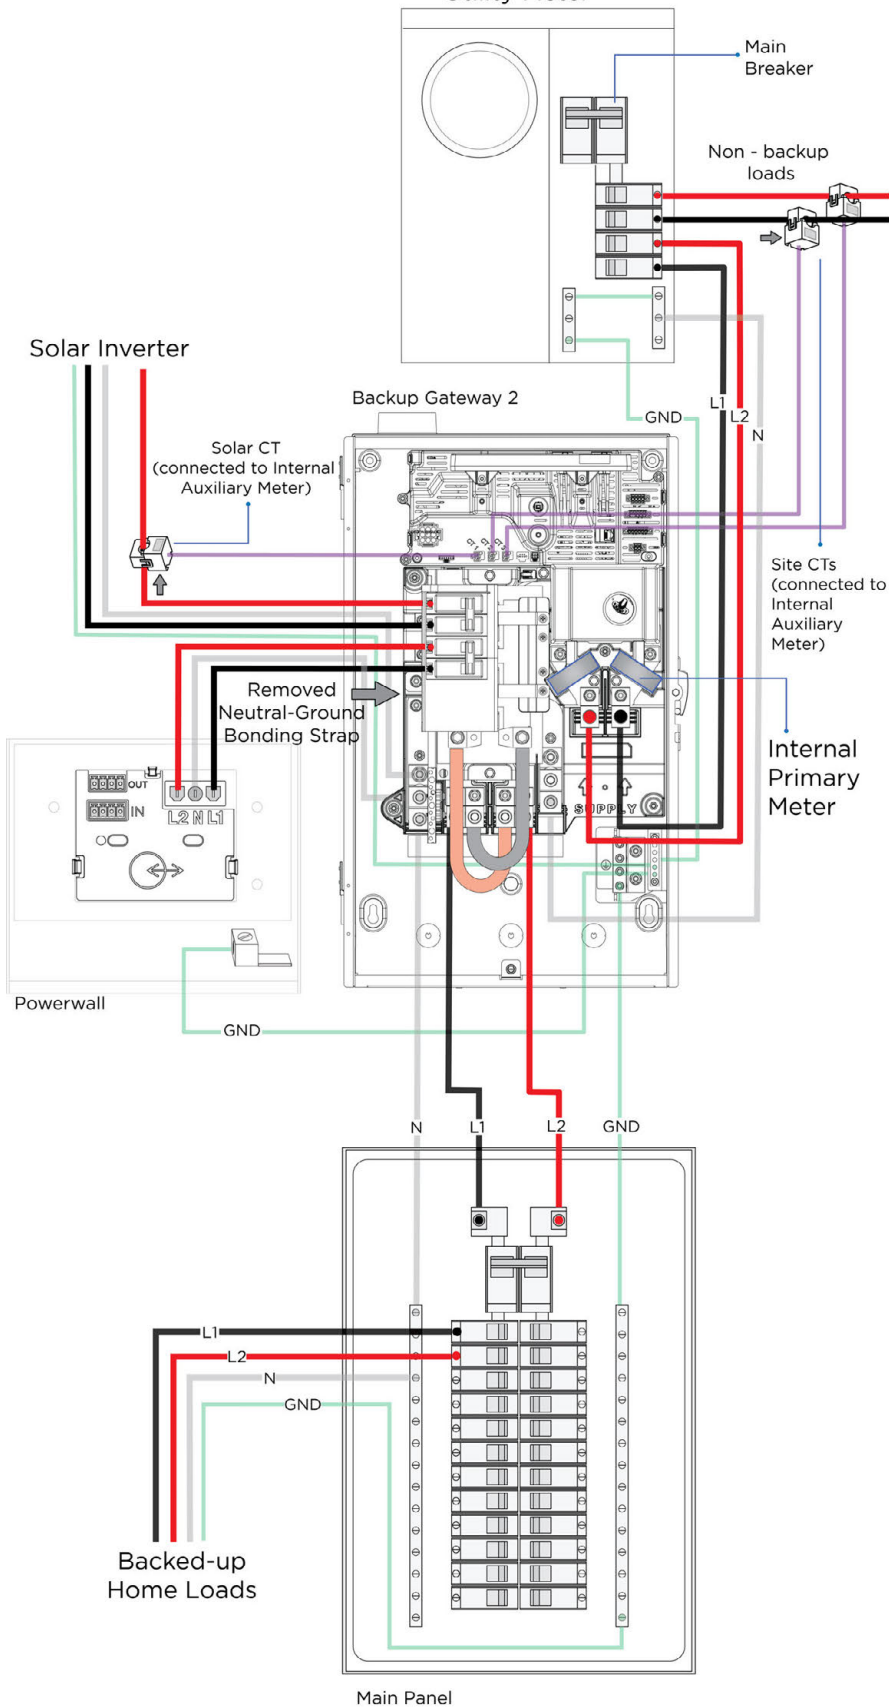 Main
Breaker
Non - backup
loads
Solar Inverter
Backup Gateway 2
GND
L1
L2
N
Solar CT
(connected to Internal
Auxiliary Meter)
Site CTs
(connected to
Internal
Auxiliary
Meter)
Removed
Neutral-Ground
Bonding Strap
Internal
Primary
Meter
OUT
IN
L2 N L1
SUPPLY
Powerwall
GND
N
L1
L2
GND
L1
L2
N
GND
Backed-up
Home Loads
Main Panel